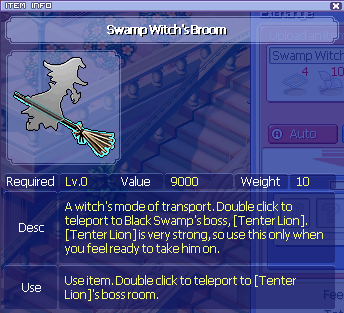 ITEM INFO
Swamp Witch's Broom
Swamp Witch
4 10
Auto
Required Lv.0 Value 9000 Weight 10
Desc
A witch's mode of transport. Double click to
teleport to Black Swamp's boss, [Tenter Lion].
[Tenter Lion] is very strong, so use this only when
you feel ready to take him on.
Use
Use item. Double click to teleport to [Tenter
Lion]'s boss room.
Fee